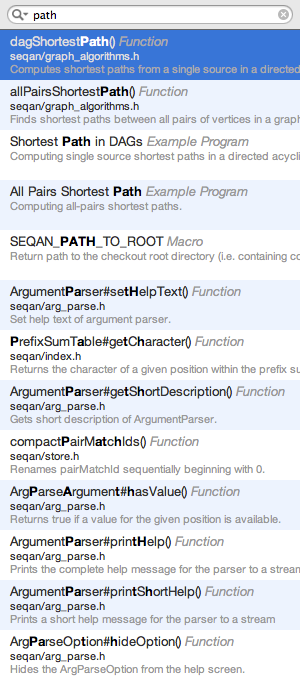 path
dagShortestPath() Function
seqan/graph_algorithms.h
Computes shortest paths from a single source in a directed
allPairsShortestPath() Function
seqan/graph_algorithms.h
Finds shortest paths between all pairs of vertices in a grap
Shortest Path in DAGs Example Program
Computing single source shortest paths in a directed acycli
All Pairs Shortest Path Example Program
Computing all-pairs shortest paths.
SEQAN_PATH_TO_ROOT Macro
Return path to the checkout root directory (i.e. containing co
ArgumentParser#setHelpText() Function
seqan/arg_parse.h
Set help text of argument parser.
PrefixSumTable#getCharacter() Function
seqan/index.h
Returns the character of a given position within the prefix su
ArgumentParser#getShortDescription() Function
seqan/arg_parse.h
Gets short description of ArgumentParser.
compactPairMatchIds() Function
seqan/store.h
Renames pairMatchId sequentially beginning with 0.
ArgParseArgument#hasValue() Function
seqan/arg_parse.h
Returns true if a value for the given position is available.
ArgumentParser#printHelp() Function
seqan/arg_parse.h
Prints the complete help message for the parser to a stream
ArgumentParser#printShortHelp() Function
seqan/arg_parse.h
Prints a short help message for the parser to a stream
ArgParseOption#hideOption() Function
seqan/arg_parse.h
Hides the ArgParseOption from the help screen.